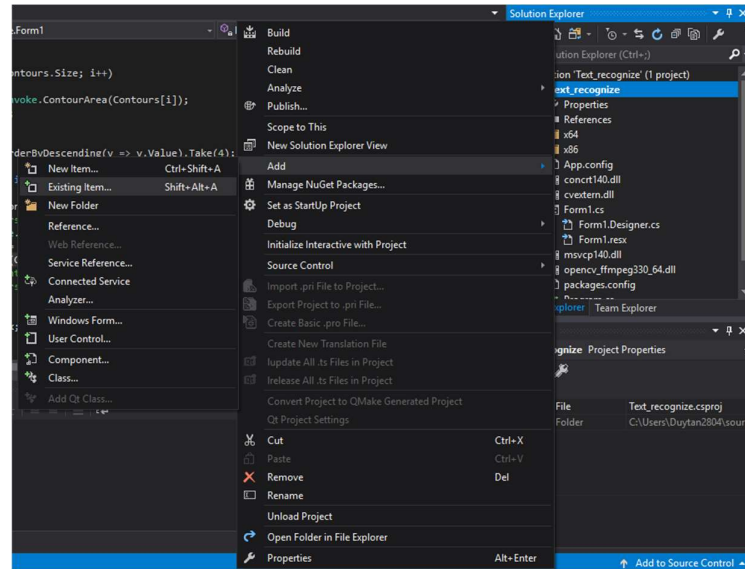 Solution Explorer
.Form1
ontours.Size; i++)
nvoke.ContourArea(Contours[i]);
rderByDescending(v => v.Value).Take(4);
New Item... Ctrl+Shift+A
Existing Item... Shift+Alt+A
New Folder
Reference...
Web Reference...
Service Reference...
Connected Service
Analyzer...
Windows Form...
User Control...
Component...
Class...
Add Qt Class...
Build
Rebuild
Clean
Analyze
Publish...
Scope to This
New Solution Explorer View
Add
Manage NuGet Packages...
Set as StartUp Project
Debug
Initialize Interactive with Project
Source Control
Import .pri File to Project...
Export Project to .pri File...
Create Basic .pro File...
Create New Translation File
lupdate All .ts Files in Project
lrelease All .ts Files in Project
Convert Project to QMake Generated Project
Qt Project Settings
Cut Ctrl+X
Paste Ctrl+V
Remove Del
Rename
Unload Project
Open Folder in File Explorer
Properties Alt+Enter
ution Explorer (Ctrl+;)
tion 'Text_recognize' (1 project)
ext_recognize
Properties
References
x64
x86
App.config
concrt140.dll
cvextern.dll
Form1.cs
Form1.Designer.cs
Form1.resx
msvcp140.dll
opencv_ffmpeg330_64.dll
packages.config
xplorer Team Explorer
ognize Project Properties
File Text_recognize.csproj
Folder C:\Users\Duytan2804\sour
Add to Source Control